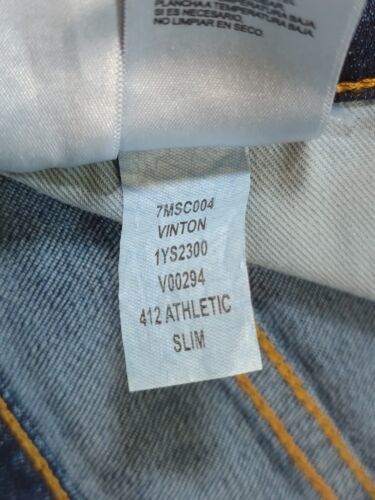 PLANCHA A TEMPERATURA BAJA
SI ES NECESARIO,
NO LIMPIAR EN SECO.
7MSC004
VINTON
1YS2300
V00294
412 ATHLETIC
SLIM